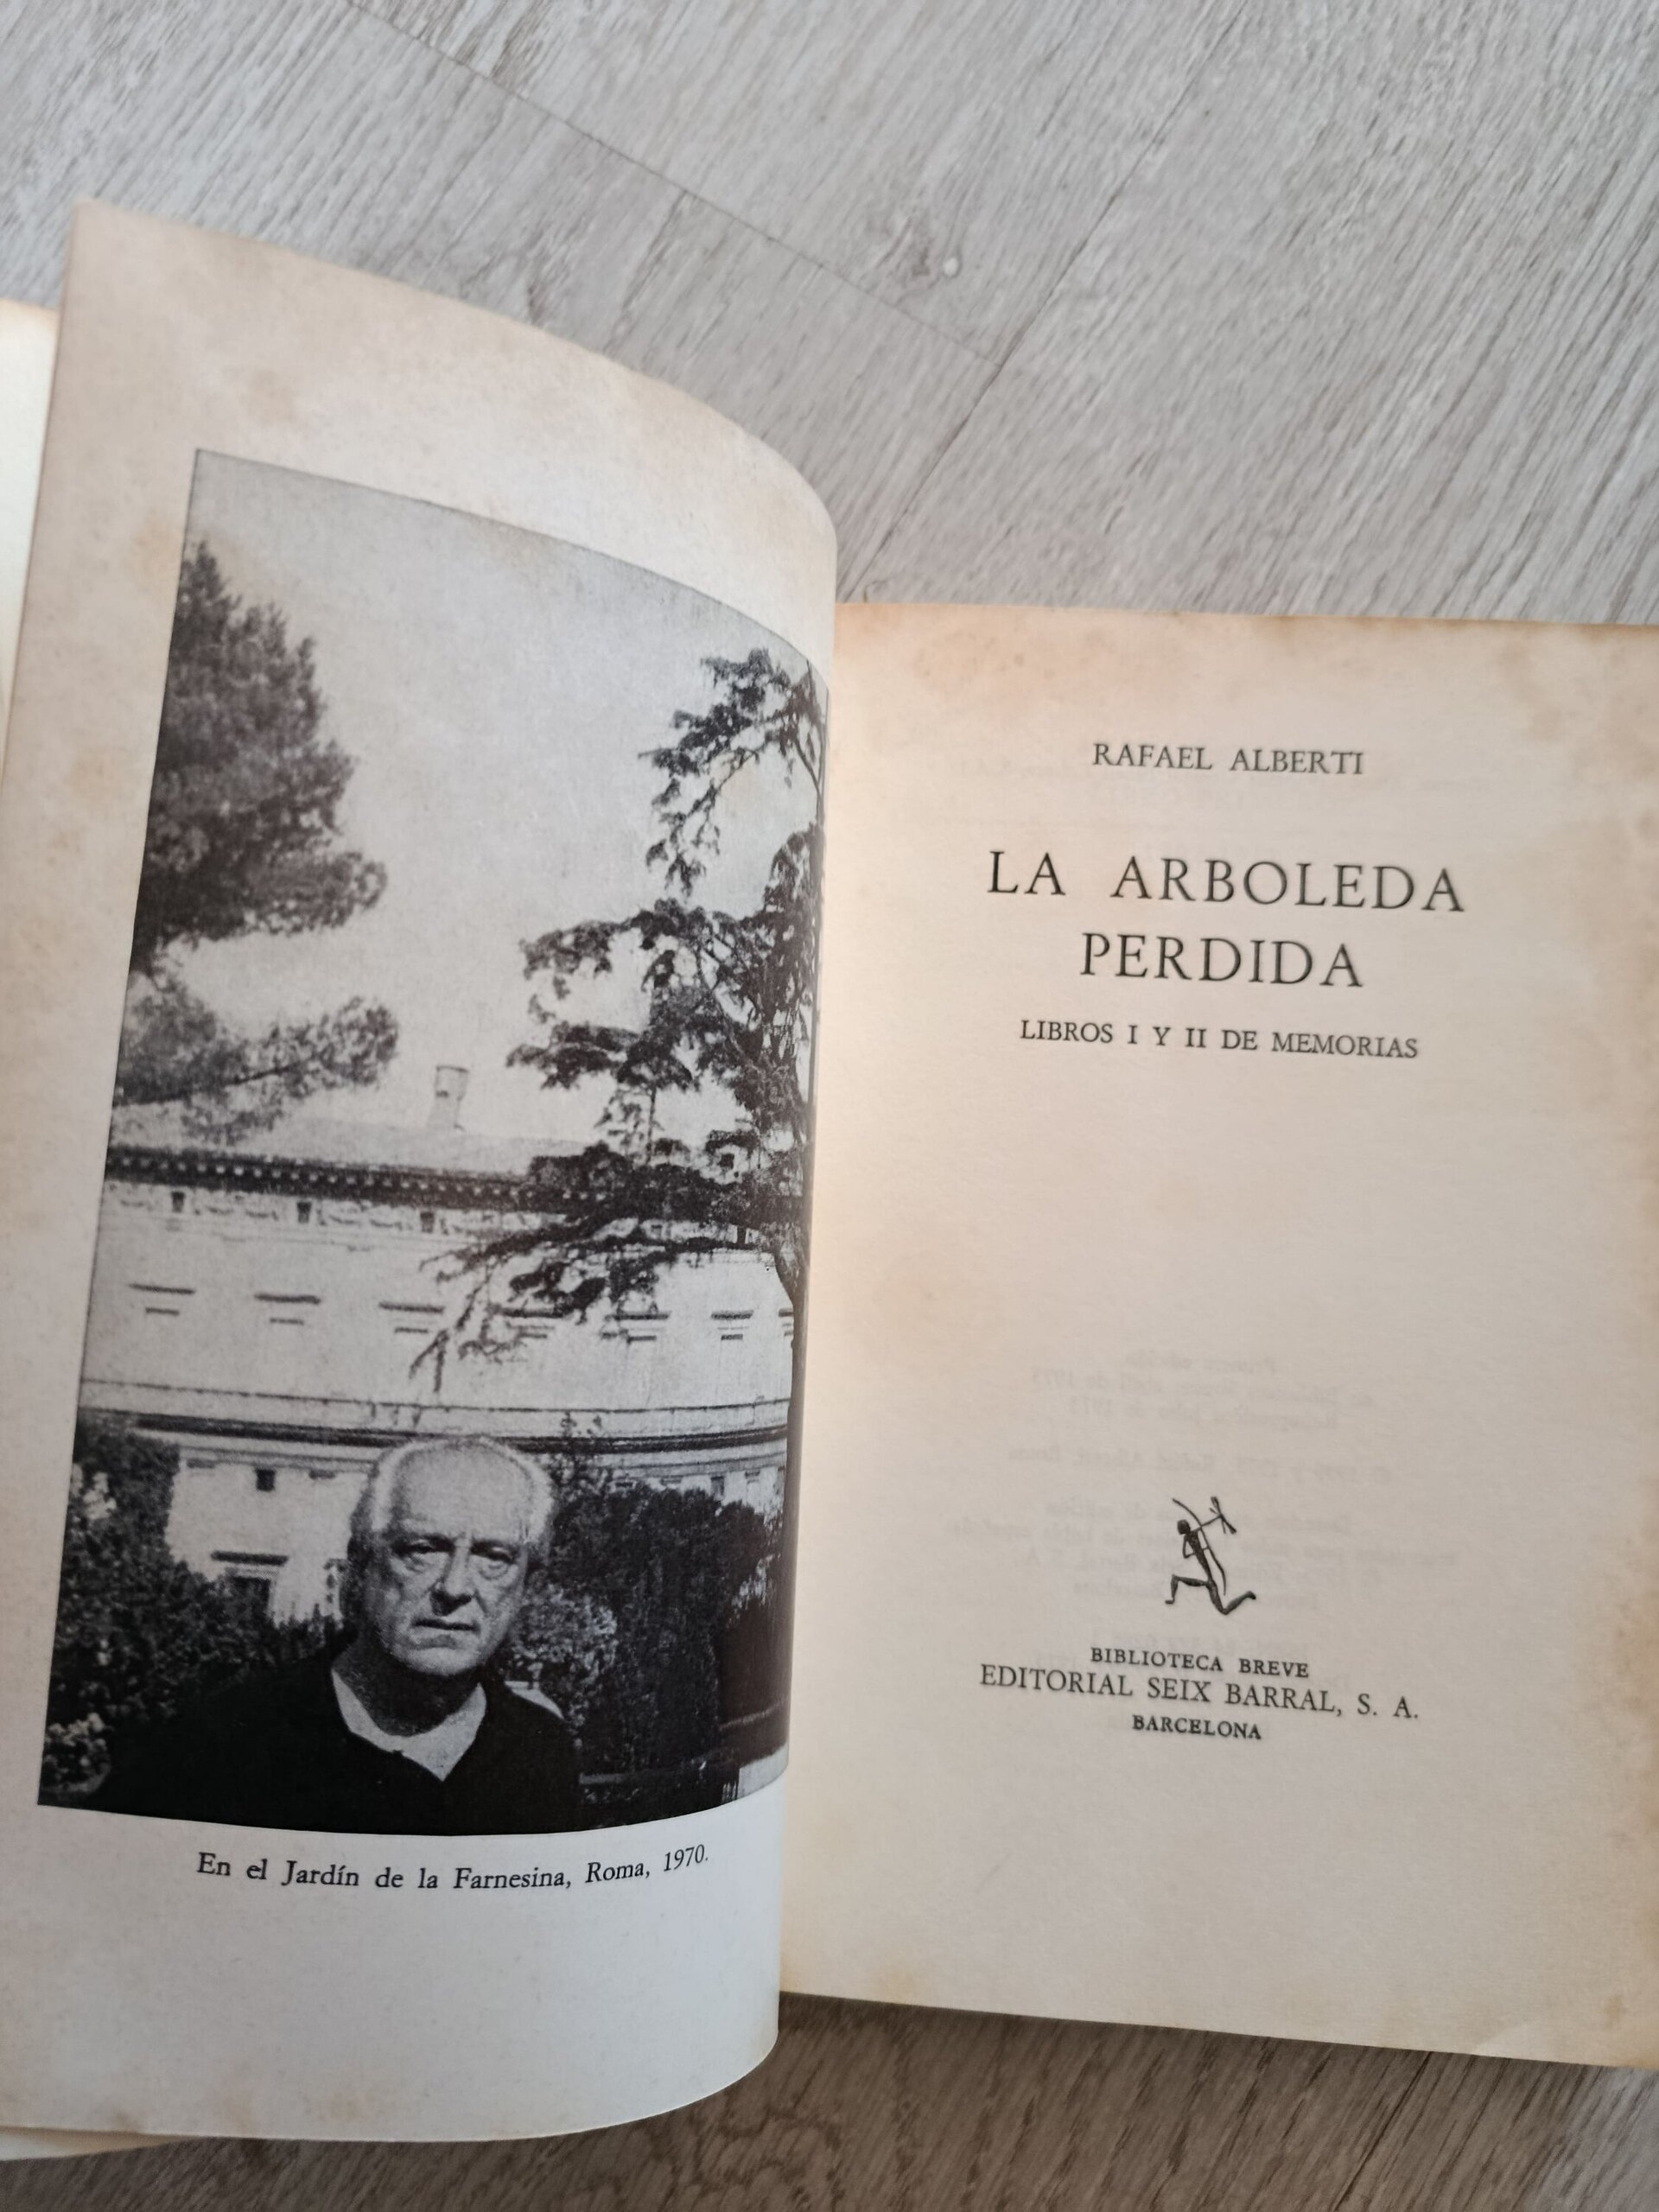 En el Jardín de la Farnesina, Roma, 1970.
RAFAEL ALBERTI
LA ARBOLEDA
PERDIDA
LIBROS I Y II DE MEMORIAS
BIBLIOTECA BREVE
EDITORIAL SEIX BARRAL, S. A.
BARCELONA